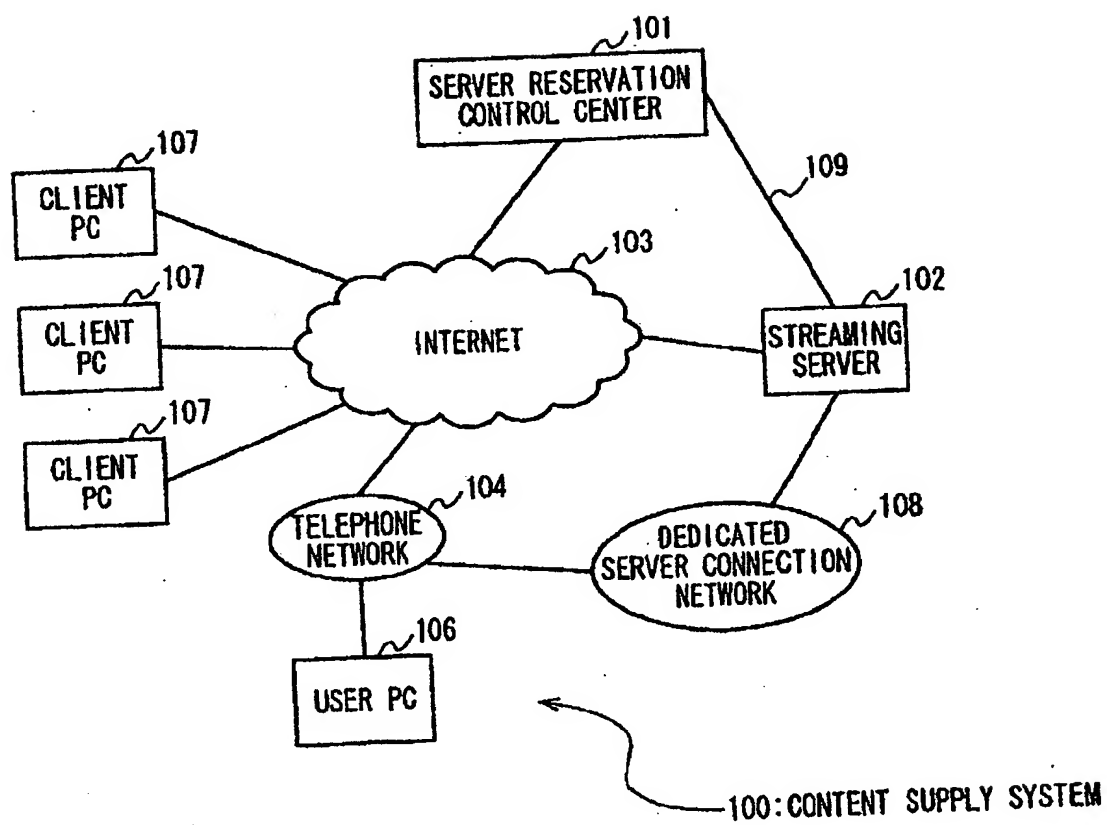 101
SERVER RESERVATION
CONTROL CENTER
107
CLIENT
PC
109
103
107
CLIENT
PC
INTERNET
102
STREAMING
SERVER
107
CLIENT
PC
104
TELEPHONE
NETWORK
108
DEDICATED
SERVER CONNECTION
NETWORK
106
USER PC
100:CONTENT SUPPLY SYSTEM